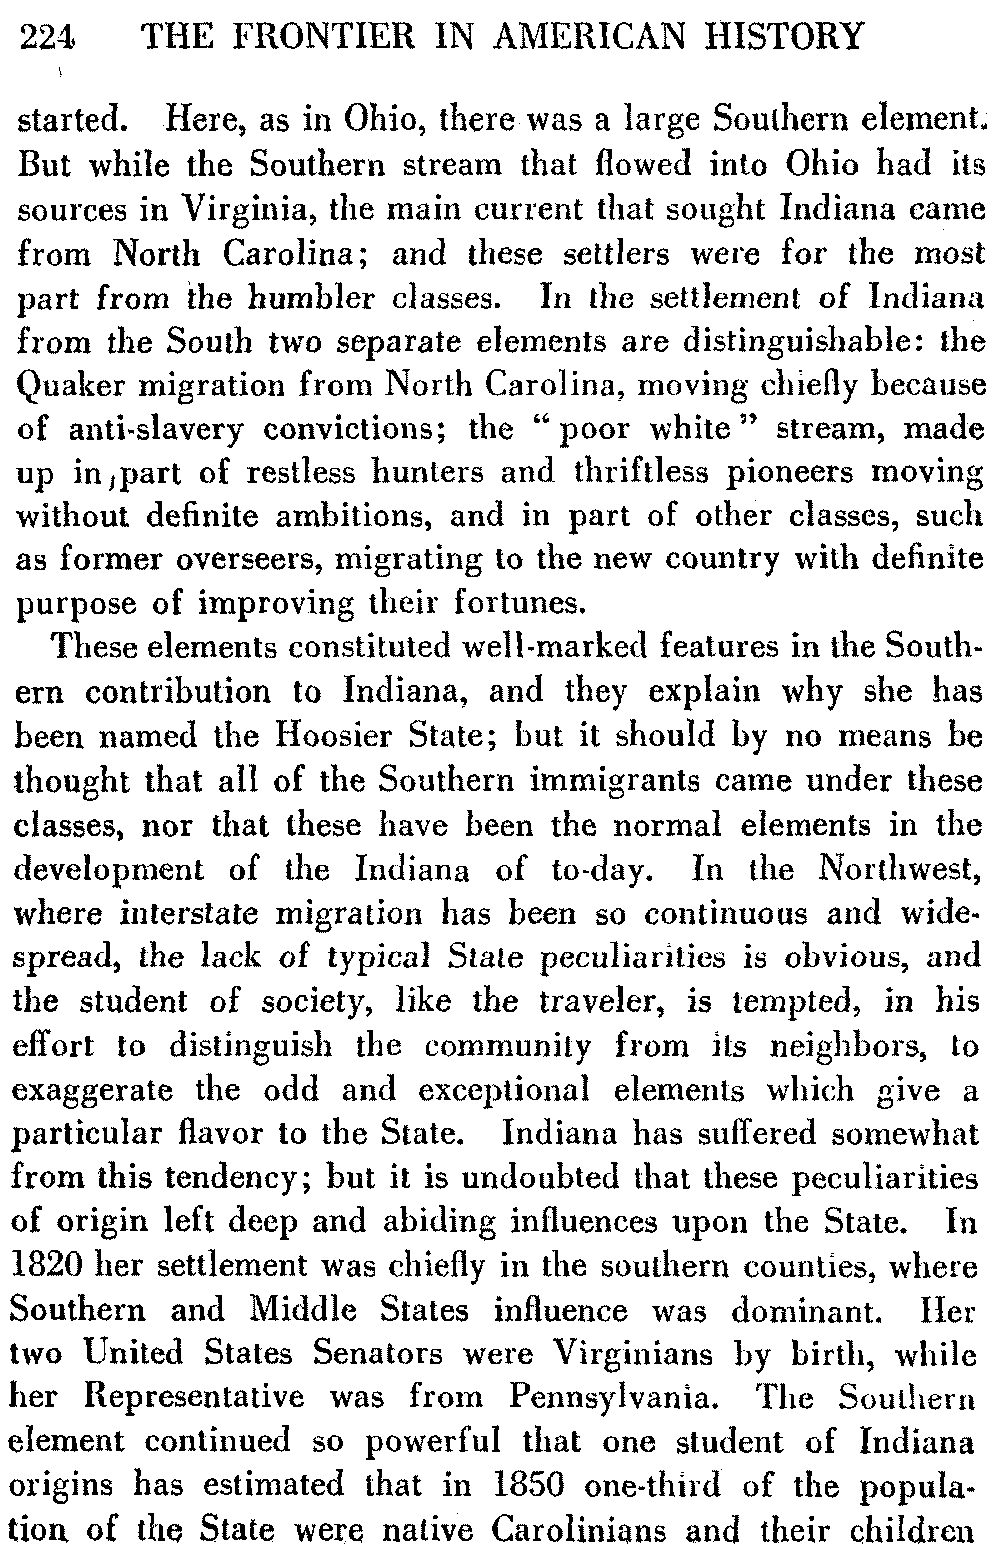 224 THE FRONTIER IN AMERICAN HISTORY
started. Here, as in Ohio, there was a large Southern element.
But while the Southern stream that flowed into Ohio had its
sources in Virginia, the main current that sought Indiana came
from North Carolina; and these settlers were for the most
part from the humbler classes. In the settlement of Indiana
from the South two separate elements are distinguishable: the
Quaker migration from North Carolina, moving chiefly because
of anti-slavery convictions; the “ poor white ” stream, made
up in part of restless hunters and thriftless pioneers moving
without definite ambitions, and in part of other classes, such
as former overseers, migrating to the new country with definite
purpose of improving their fortunes.
These elements constituted well-marked features in the South-
ern contribution to Indiana, and they explain why she has
been named the Hoosier State; but it should by no means be
thought that all of the Southern immigrants came under these
classes, nor that these have been the normal elements in the
development of the Indiana of to-day. In the Northwest,
where interstate migration has been so continuous and wide-
spread, the lack of typical State peculiarities is obvious, and
the student of society, like the traveler, is tempted, in his
effort to distinguish the community from its neighbors, to
exaggerate the odd and exceptional elements which give a
particular flavor to the State. Indiana has suffered somewhat
from this tendency; but it is undoubted that these peculiarities
of origin left deep and abiding influences upon the State. In
1820 her settlement was chiefly in the southern counties, where
Southern and Middle States influence was dominant. Her
two United States Senators were Virginians by birth, while
her Representative was from Pennsylvania. The Southern
element continued so powerful that one student of Indiana
origins has estimated that in 1850 one-third of the popula-
tion of the State were native Carolinians and their children